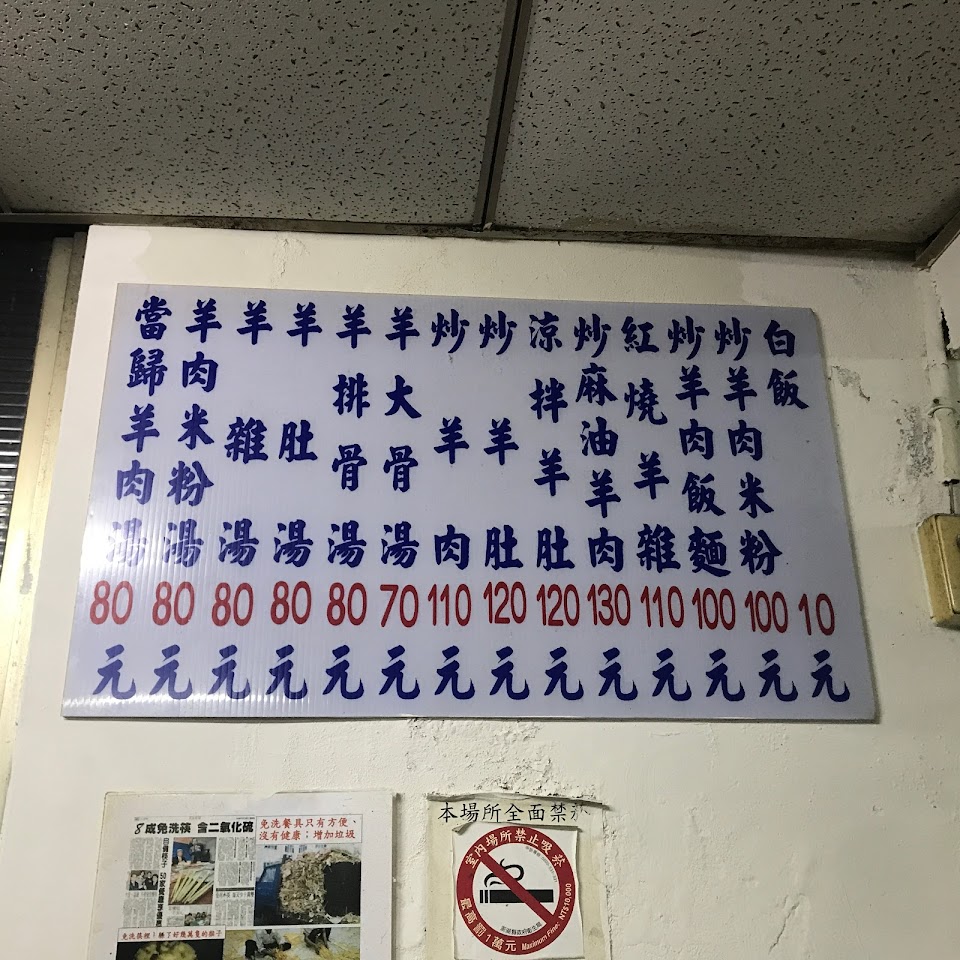 當歸羊肉湯 80元
羊肉米粉湯 80元
羊雜湯 80元
羊肚湯 80元
羊排骨湯 80元
羊大骨湯 70元
炒羊肉 110元
炒羊肚 120元
涼拌羊肚 120元
炒麻油羊肉 130元
紅燒羊雜 110元
炒羊肉飯麵 100元
炒羊肉米粉 100元
白飯 10元
8成免洗筷 含二氧化硫
免洗餐具只有方便、
沒有健康；增加垃圾
本場所全面禁
室內場所禁止吸菸
最高罰1萬元 Maximum Fine, NT$10,000